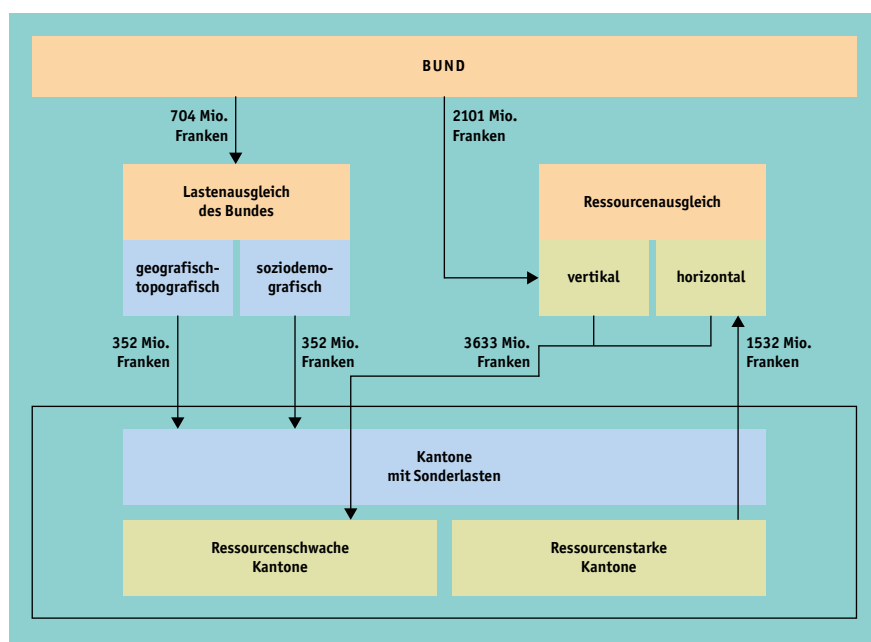 BUND
704 Mio.
Franken
2101 Mio.
Franken
Lastenausgleich
des Bundes
Ressourcenausgleich
geografisch-
topografisch
soziodemo-
grafisch
vertikal
horizontal
352 Mio.
Franken
352 Mio.
Franken
3633 Mio.
Franken
1532 Mio.
Franken
Kantone
mit Sonderlasten
Ressourcenschwache
Kantone
Ressourcenstarke
Kantone